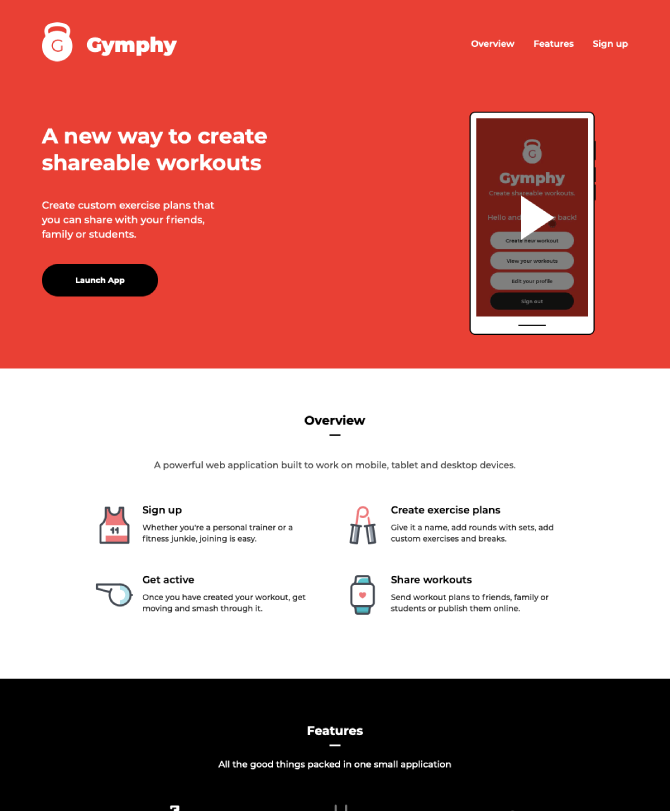 G
Gymphy
Overview
Features
Sign up
A new way to create
shareable workouts
Create custom exercise plans that
you can share with your friends,
family or students.
Launch App
G
Gymphy
Create shareable workouts.
Hello and back!
Create new workout
View your workouts
Edit your profile
Sign out
Overview
A powerful web application built to work on mobile, tablet and desktop devices.
11
Sign up
Whether you're a personal trainer or a
fitness junkie, joining is easy.
Create exercise plans
Give it a name, add rounds with sets, add
custom exercises and breaks.
Get active
Once you have created your workout, get
moving and smash through it.
Share workouts
Send workout plans to friends, family or
students or publish them online.
Features
All the good things packed in one small application